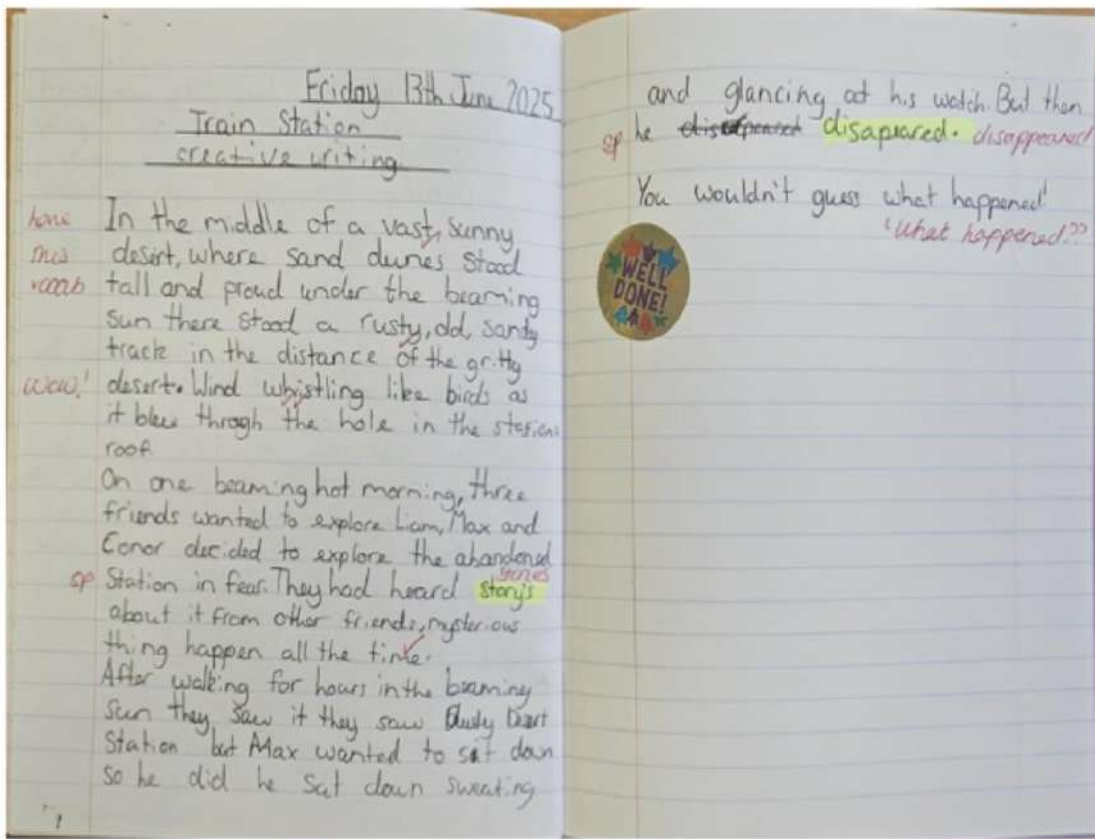 Friday 13th June 2025
Train Station
creative writing.
In the middle of a vast, sunny
desert, where sand dunes stood
tall and proud under the beaming
sun there stood a rusty, old, sandy
track in the distance of the gritty
desert. Wind whistling like birds as
it blew throgh the hole in the station
roof.
On one beaming hot morning, three
friends wanted to explore Liam, Max and
Conor decided to explore the abandoned
Station in fear. They had heard story's
stories
about it from other friends, mysterious
thing happen all the time.
After walking for hours in the beaming
sun they saw it they saw Dusty Desert
Station but Max wanted to sit down
so he did he sat down sweating
this
vocab
wow!
sp
and glancing at his watch. But then
he disapeared. disappeared
sp
You wouldn't guess what happened!
'What happened??
WELL
DONE!